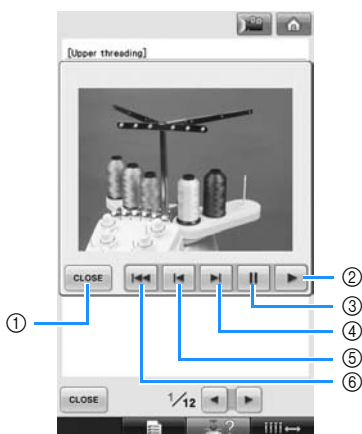 [Upper threading]
CLOSE
①
②
③
④
⑤
⑥
CLOSE
1/12
?